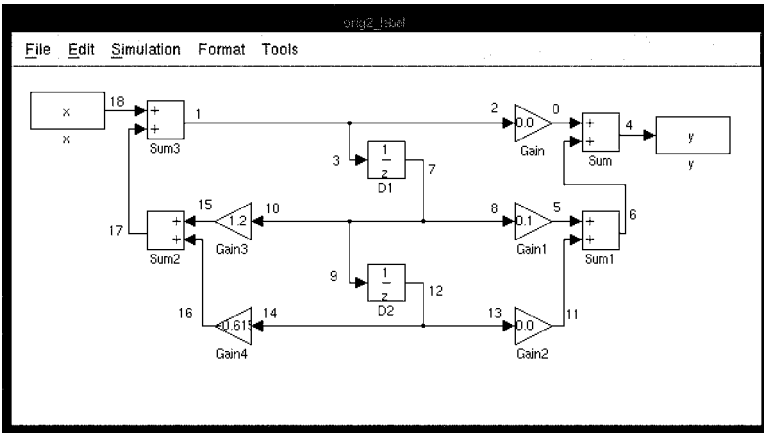 orig2_label
File Edit Simulation Format Tools
x 18 + 1 2 0.0 0 + 4 y
+ +
x Sum3 Gain Sum y
3 1 7
z
D1
17 + 15 1.2 10 8 0.1 5 + 6
+ +
Sum2 Gain3 Gain1 Sum1
9 1 12
z
D2
16 14 13 0.0 11
Gain4 Gain2